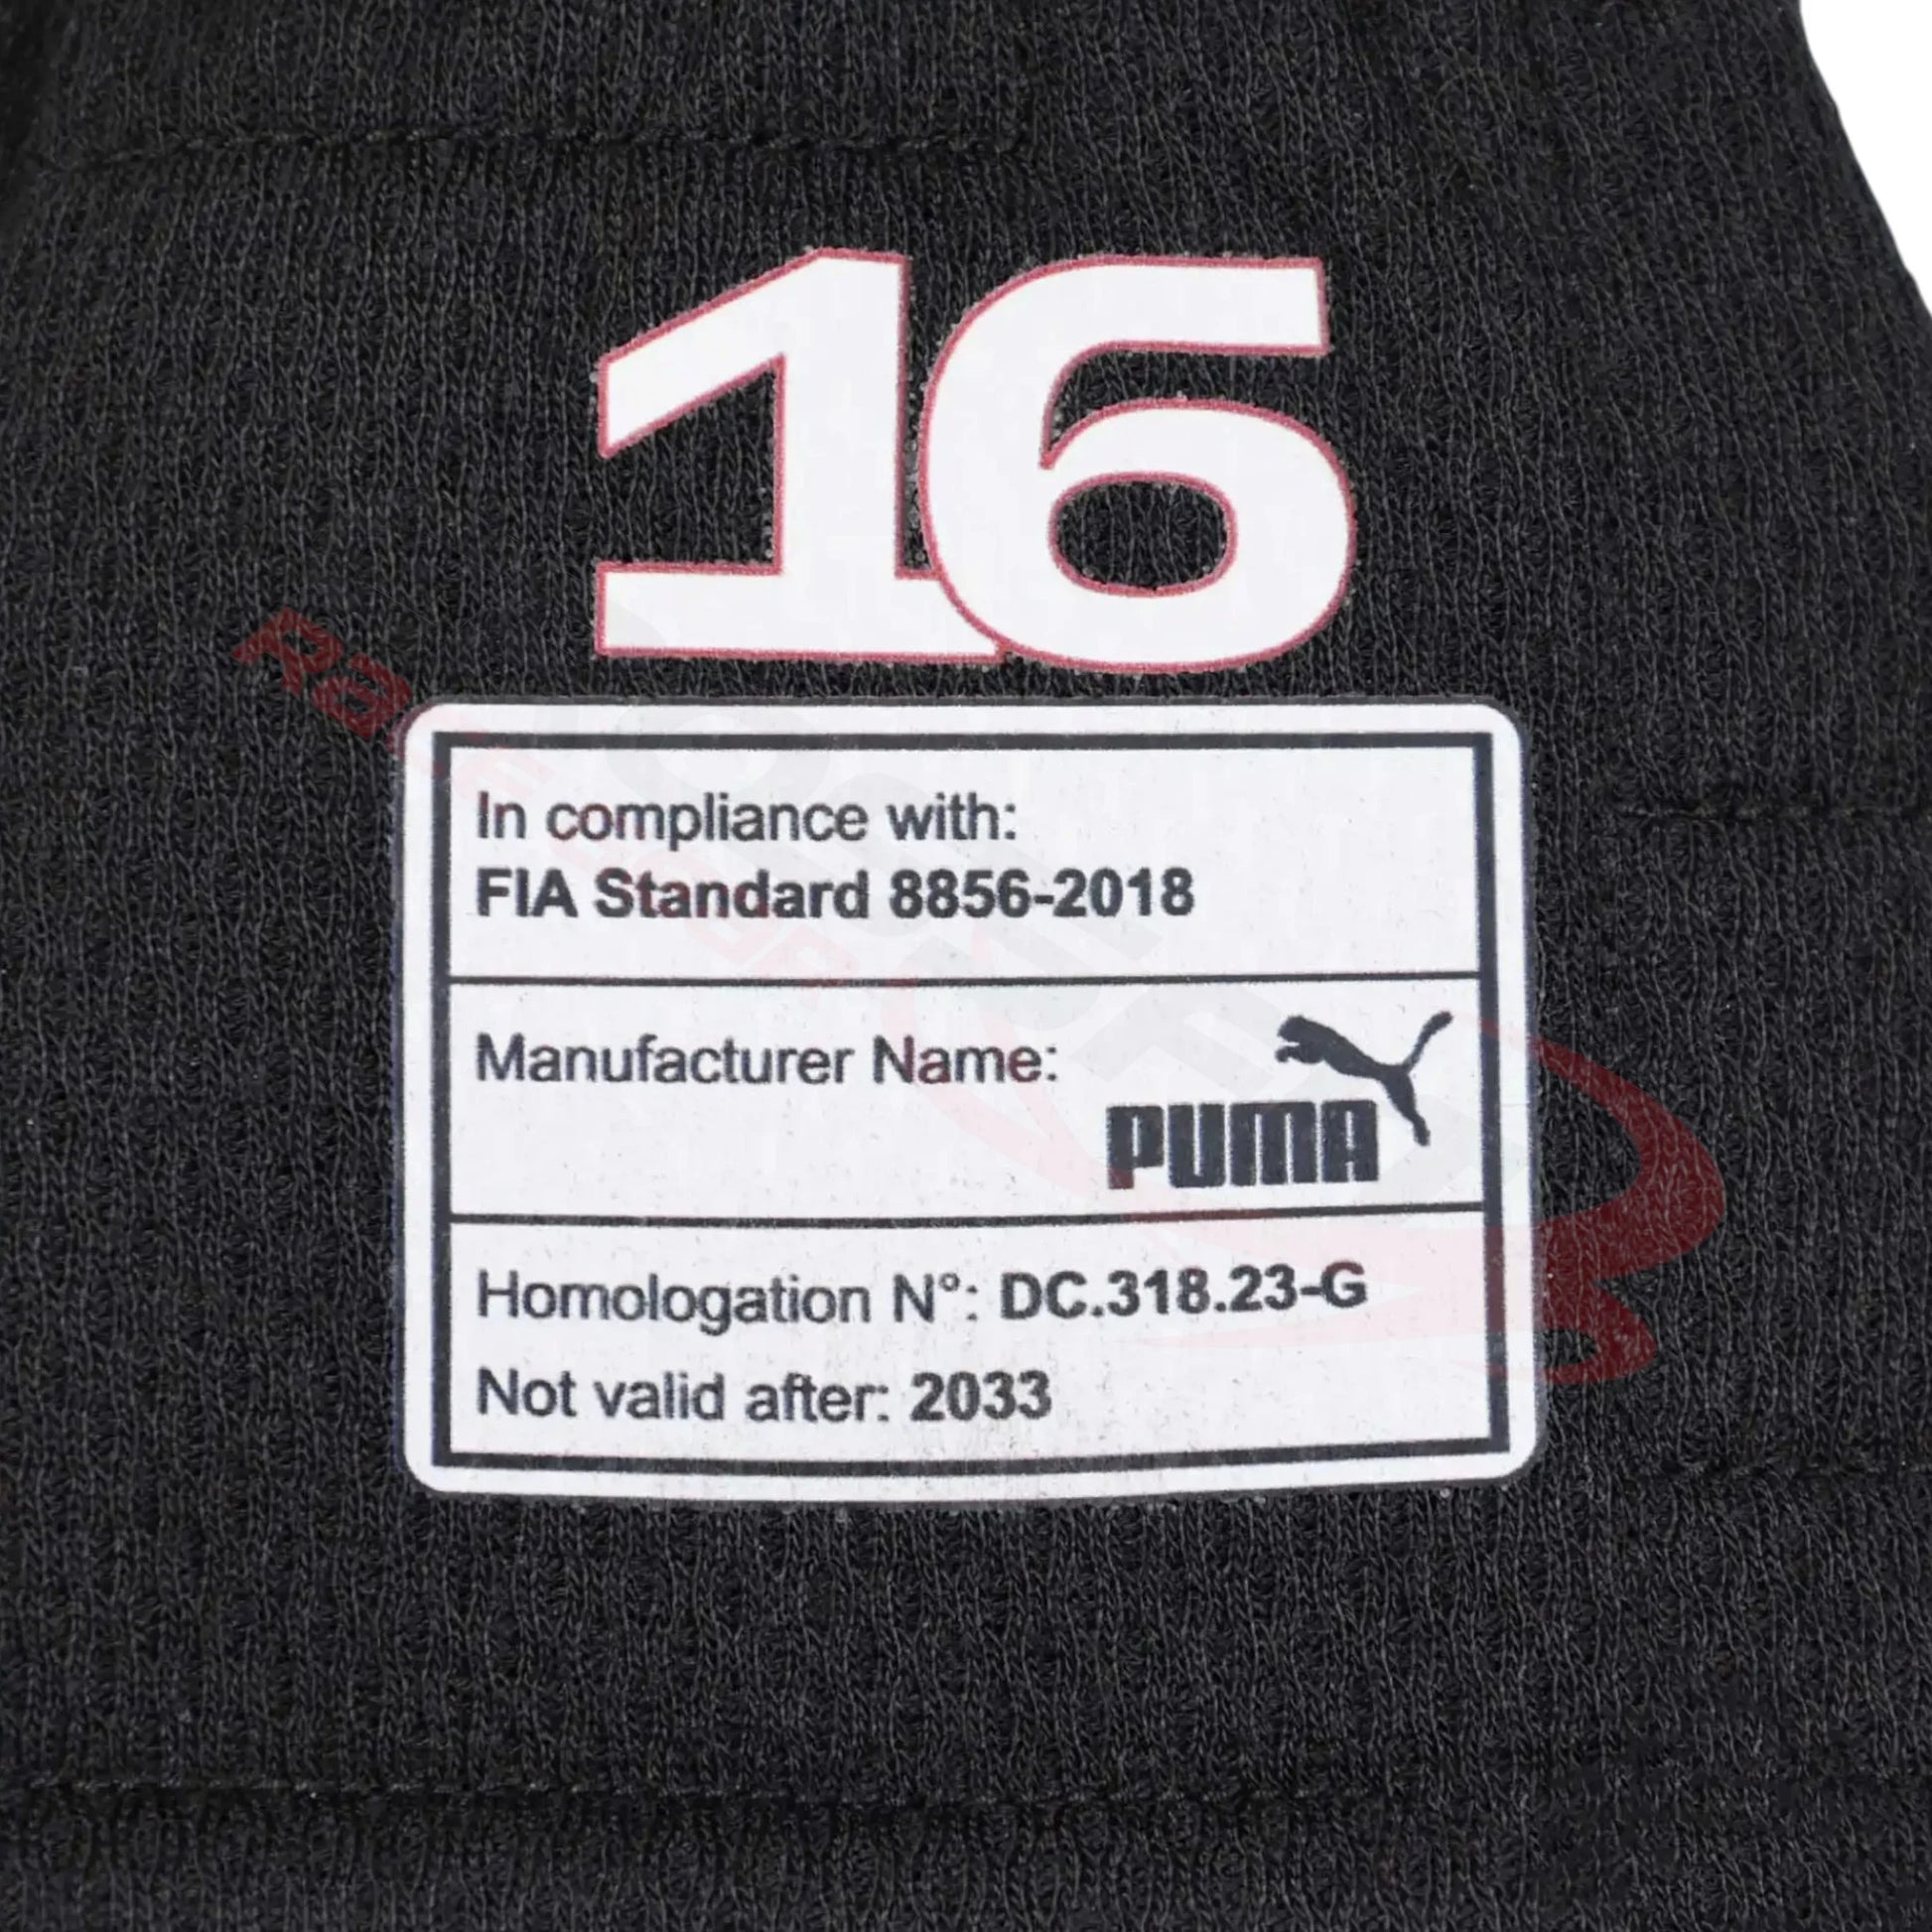 16
In compliance with:
FIA Standard 8856-2018
Manufacturer Name:
PUMA
Homologation N°: DC.318.23-G
Not valid after: 2033